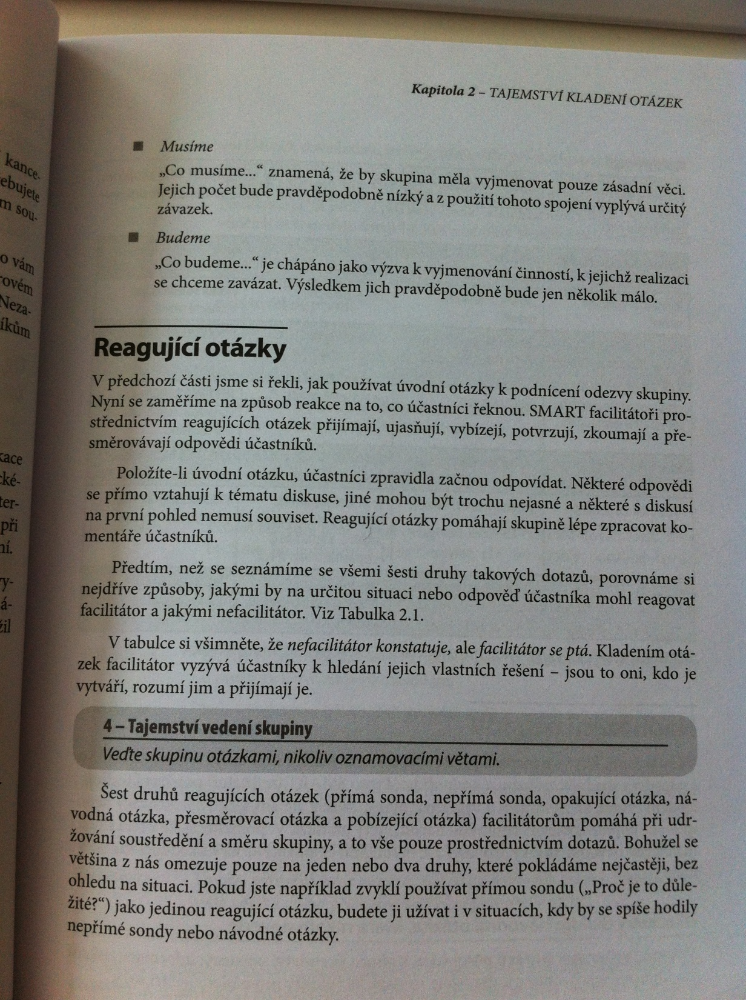 Kapitola 2 – TAJEMSTVÍ KLADENÍ OTÁZEK
■ Musíme
„Co musíme...“ znamená, že by skupina měla vyjmenovat pouze zásadní věci.
Jejich počet bude pravděpodobně nízký a z použití tohoto spojení vyplývá určitý
závazek.
■ Budeme
„Co budeme...“ je chápáno jako výzva k vyjmenování činností, k jejichž realizaci
se chceme zavázat. Výsledkem jich pravděpodobně bude jen několik málo.
Reagující otázky
V předchozí části jsme si řekli, jak používat úvodní otázky k podnícení odezvy skupiny.
Nyní se zaměříme na způsob reakce na to, co účastníci řeknou. SMART facilitátoři pro-
střednictvím reagujících otázek přijímají, ujasňují, vybízejí, potvrzují, zkoumají a pře-
směrovávají odpovědi účastníků.
Položíte-li úvodní otázku, účastníci zpravidla začnou odpovídat. Některé odpovědi
se přímo vztahují k tématu diskuse, jiné mohou být trochu nejasné a některé s diskusí
na první pohled nemusí souviset. Reagující otázky pomáhají skupině lépe zpracovat ko-
mentáře účastníků.
Předtím, než se seznámíme se všemi šesti druhy takových dotazů, porovnáme si
nejdříve způsoby, jakými by na určitou situaci nebo odpověď účastníka mohl reagovat
facilitátor a jakými nefacilitátor. Viz Tabulka 2.1.
V tabulce si všimněte, že nefacilitátor konstatuje, ale facilitátor se ptá. Kladením otá-
zek facilitátor vyzývá účastníky k hledání jejich vlastních řešení – jsou to oni, kdo je
vytváří, rozumí jim a přijímají je.
4 – Tajemství vedení skupiny
Veďte skupinu otázkami, nikoliv oznamovacími větami.
Šest druhů reagujících otázek (přímá sonda, nepřímá sonda, opakující otázka, ná-
vodná otázka, přesměrovací otázka a pobízející otázka) facilitátorům pomáhá při udr-
žování soustředění a směru skupiny, a to vše pouze prostřednictvím dotazů. Bohužel se
většina z nás omezuje pouze na jeden nebo dva druhy, které pokládáme nejčastěji, bez
ohledu na situaci. Pokud jste například zvyklí používat přímou sondu („Proč je to důle-
žité?“) jako jedinou reagující otázku, budete ji užívat i v situacích, kdy by se spíše hodily
nepřímé sondy nebo návodné otázky.